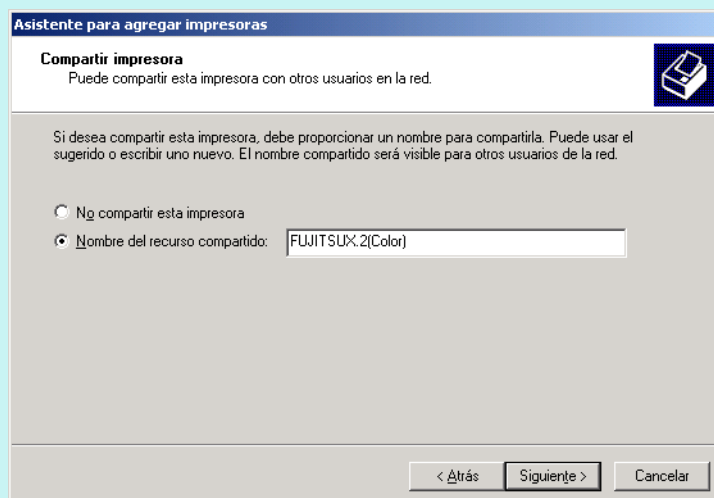 Asistente para agregar impresoras
Compartir impresora
Puede compartir esta impresora con otros usuarios en la red.
Si desea compartir esta impresora, debe proporcionar un nombre para compartirla. Puede usar el
sugerido o escribir uno nuevo. El nombre compartido será visible para otros usuarios de la red.
No compartir esta impresora
Nombre del recurso compartido: FUJITSUX.2(Color)
< Atrás Siguiente > Cancelar